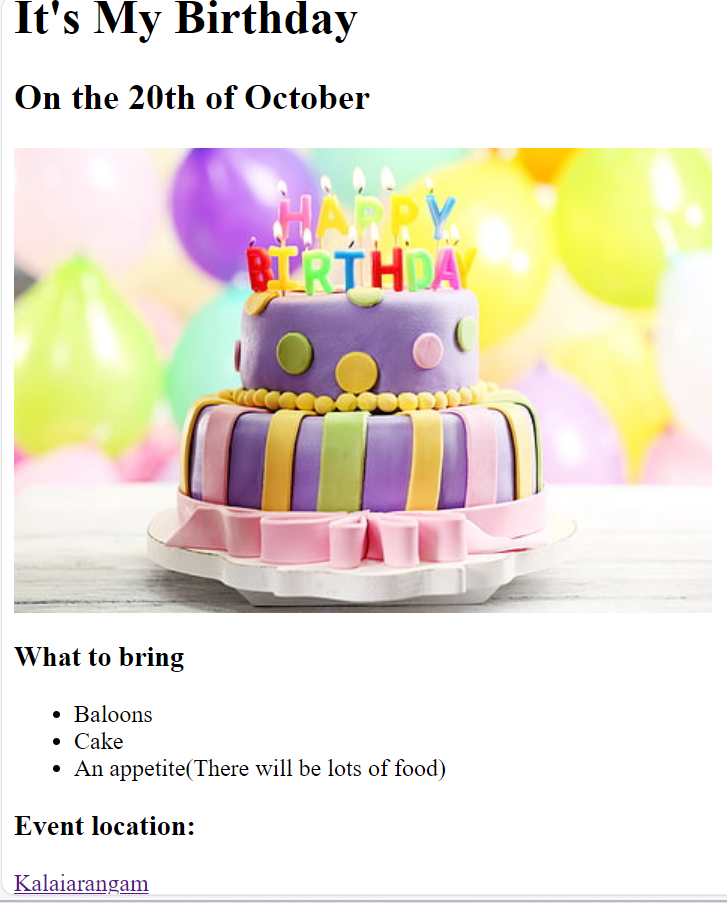 It's My Birthday
On the 20th of October
HAPPY
BIRTHDAY
What to bring
Baloons
Cake
An appetite(There will be lots of food)
Event location:
Kalaiarangam